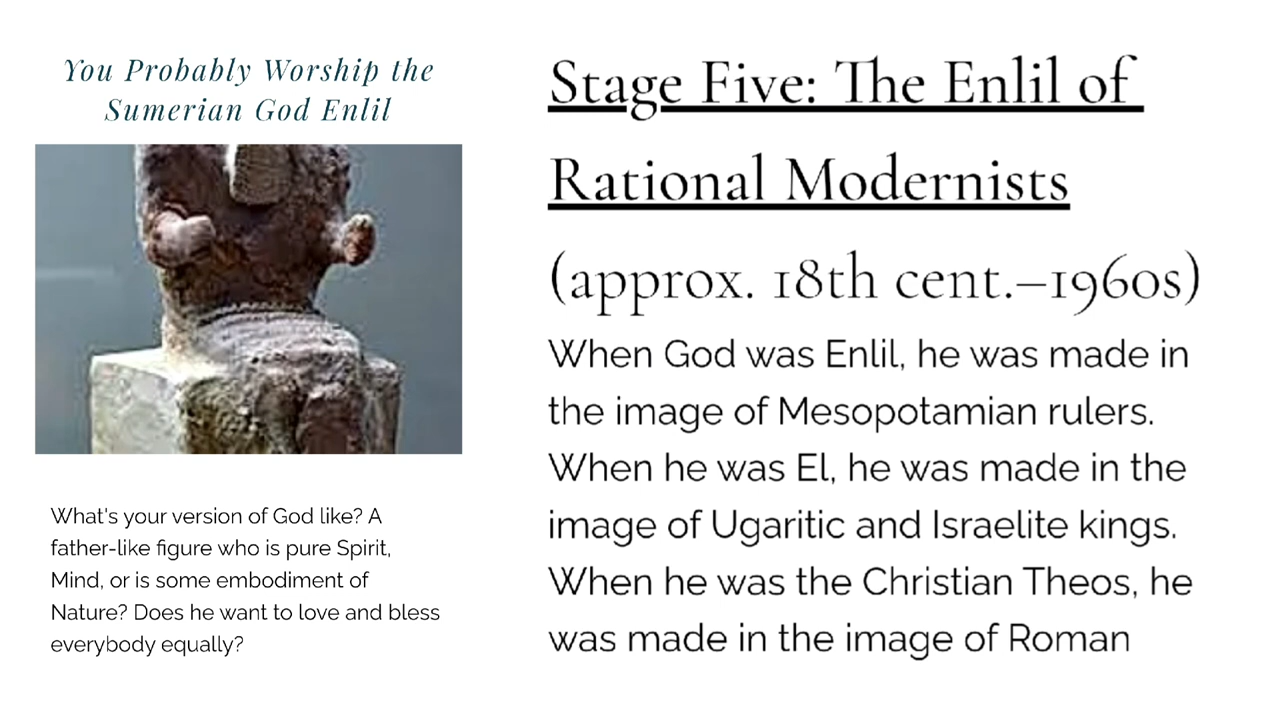 You Probably Worship the
Sumerian God Enlil
What's your version of God like? A
father-like figure who is pure Spirit,
Mind, or is some embodiment of
Nature? Does he want to love and bless
everybody equally?
Stage Five: The Enlil of
Rational Modernists
(approx. 18th cent.–1960s)
When God was Enlil, he was made in
the image of Mesopotamian rulers.
When he was El, he was made in the
image of Ugaritic and Israelite kings.
When he was the Christian Theos, he
was made in the image of Roman